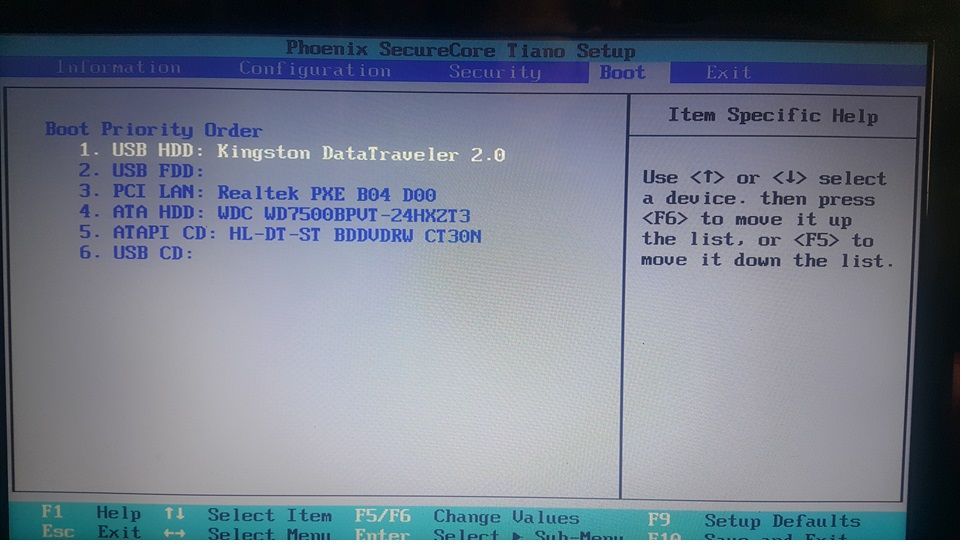 Phoenix SecureCore Tiano Setup
Information Configuration Security Boot Exit
Boot Priority Order
1. USB HDD: Kingston DataTraveler 2.0
2. USB FDD:
3. PCI LAN: Realtek PXE B04 D00
4. ATA HDD: WDC WD7500BPVT-24HXZT3
5. ATAPI CD: HL-DT-ST BDDVDRW CT30N
6. USB CD:
Item Specific Help
Use <↑> or <↓> select
a device. then press
<F6> to move it up
the list, or <F5> to
move it down the list.
F1 Help ↑↓ Select Item F5/F6 Change Values F9 Setup Defaults
Esc Exit ←→ Select Menu Enter Select ▶ Sub-Menu F10 Save and Exit